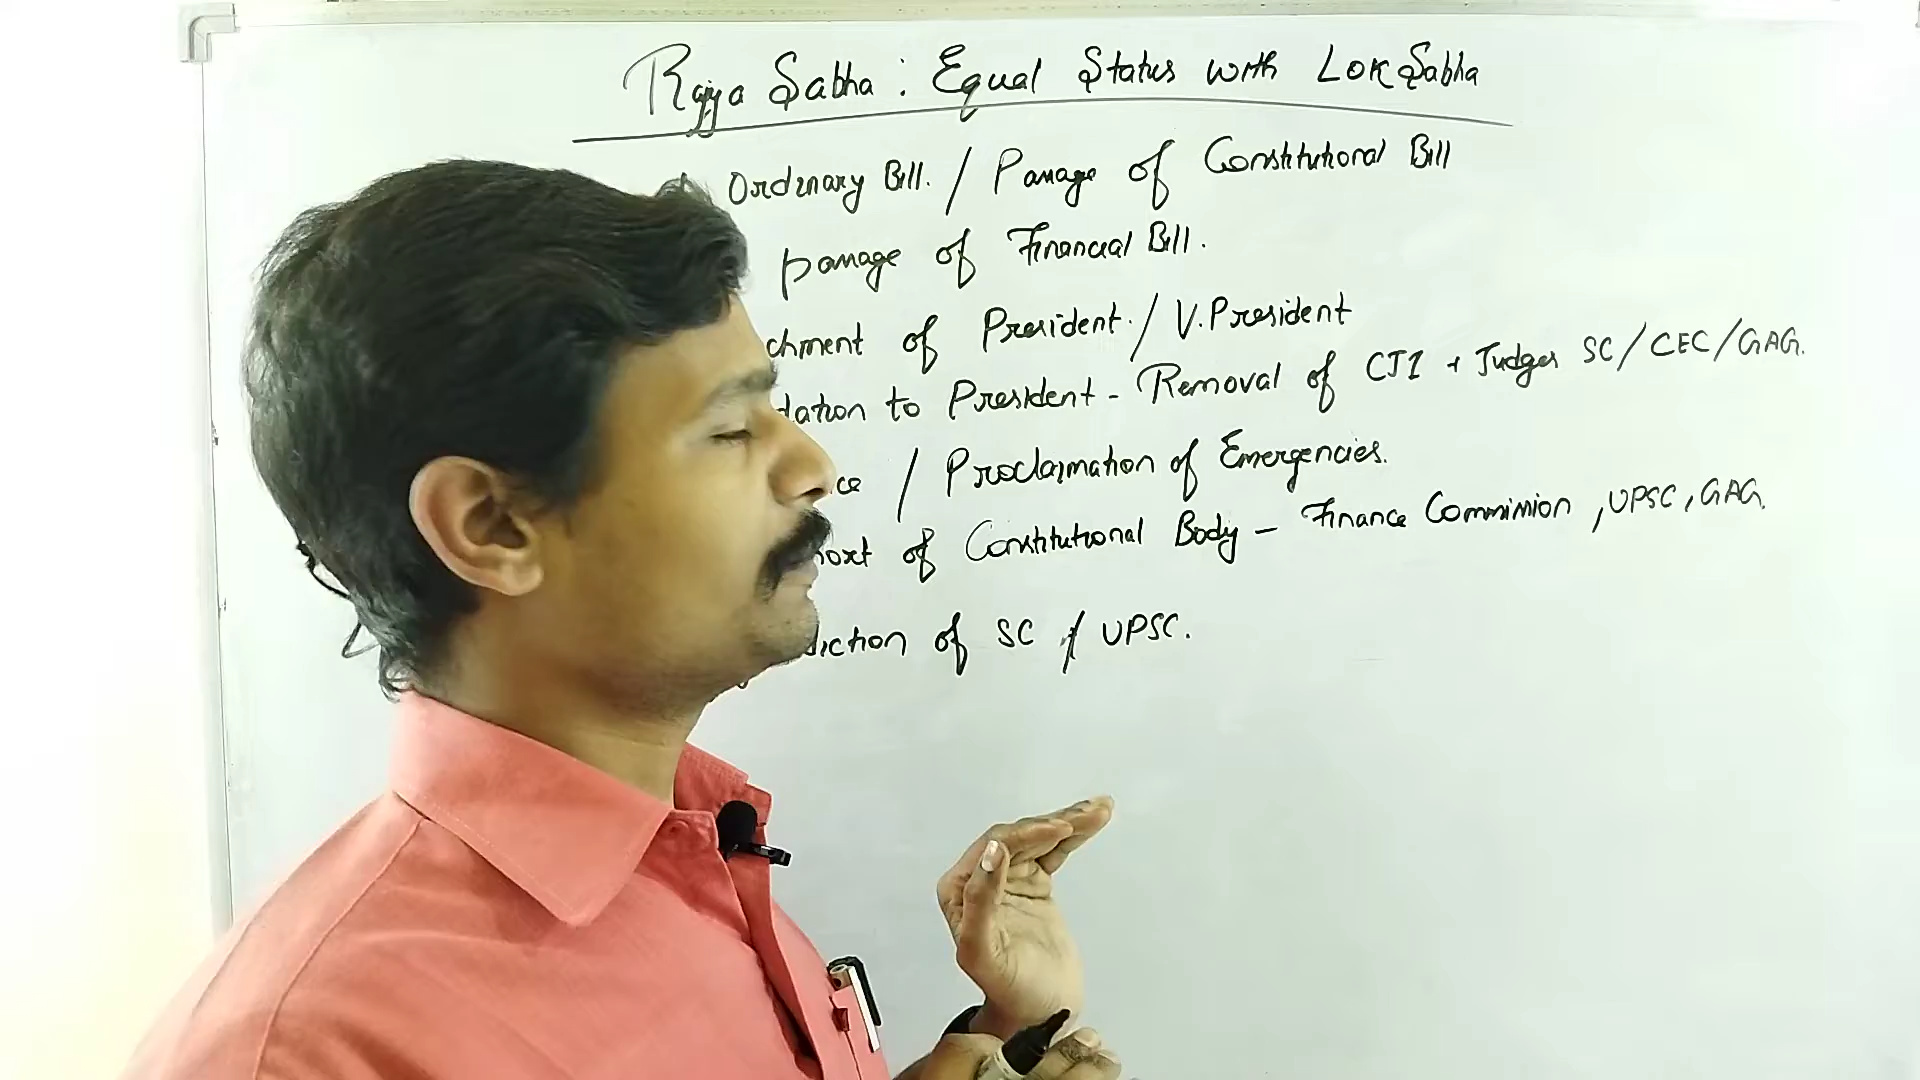 Rajya Sabha : Equal Status with Lok Sabha
Ordinary Bill. / Passage of Constitutional Bill
passage of Financial Bill.
chment of President. / V. President
dation to President - Removal of CJI + Judges SC/CEC/CAG.
ce / Proclamation of Emergencies.
port of Constitutional Body - Finance Commission, UPSC, CAG.
diction of SC / UPSC.